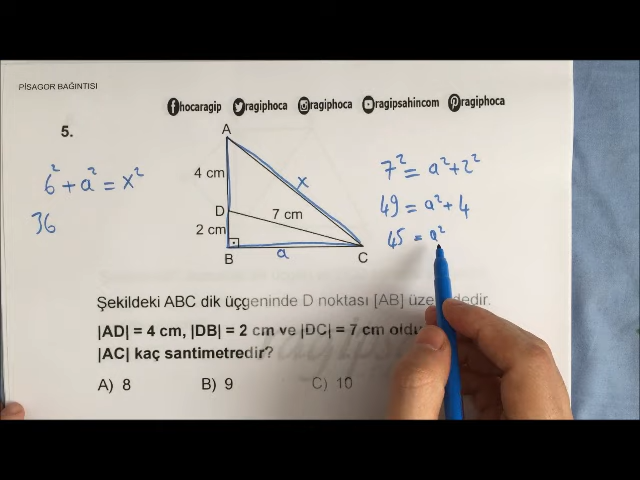 PİSAGOR BAĞINTISI
hocaragip ragiphoca ragiphoca ragipsahincom ragiphoca
5.
A
4 cm
x
D
7 cm
2 cm
B
a
C
6² + a² = x²
36
7² = a² + 2²
49 = a² + 4
45 = a²
Şekildeki ABC dik üçgeninde D noktası [AB]
|AD| = 4 cm, |DB| = 2 cm ve |DC| = 7 cm
|AC| kaç santimetredir?
A) 8 B) 9 C) 10